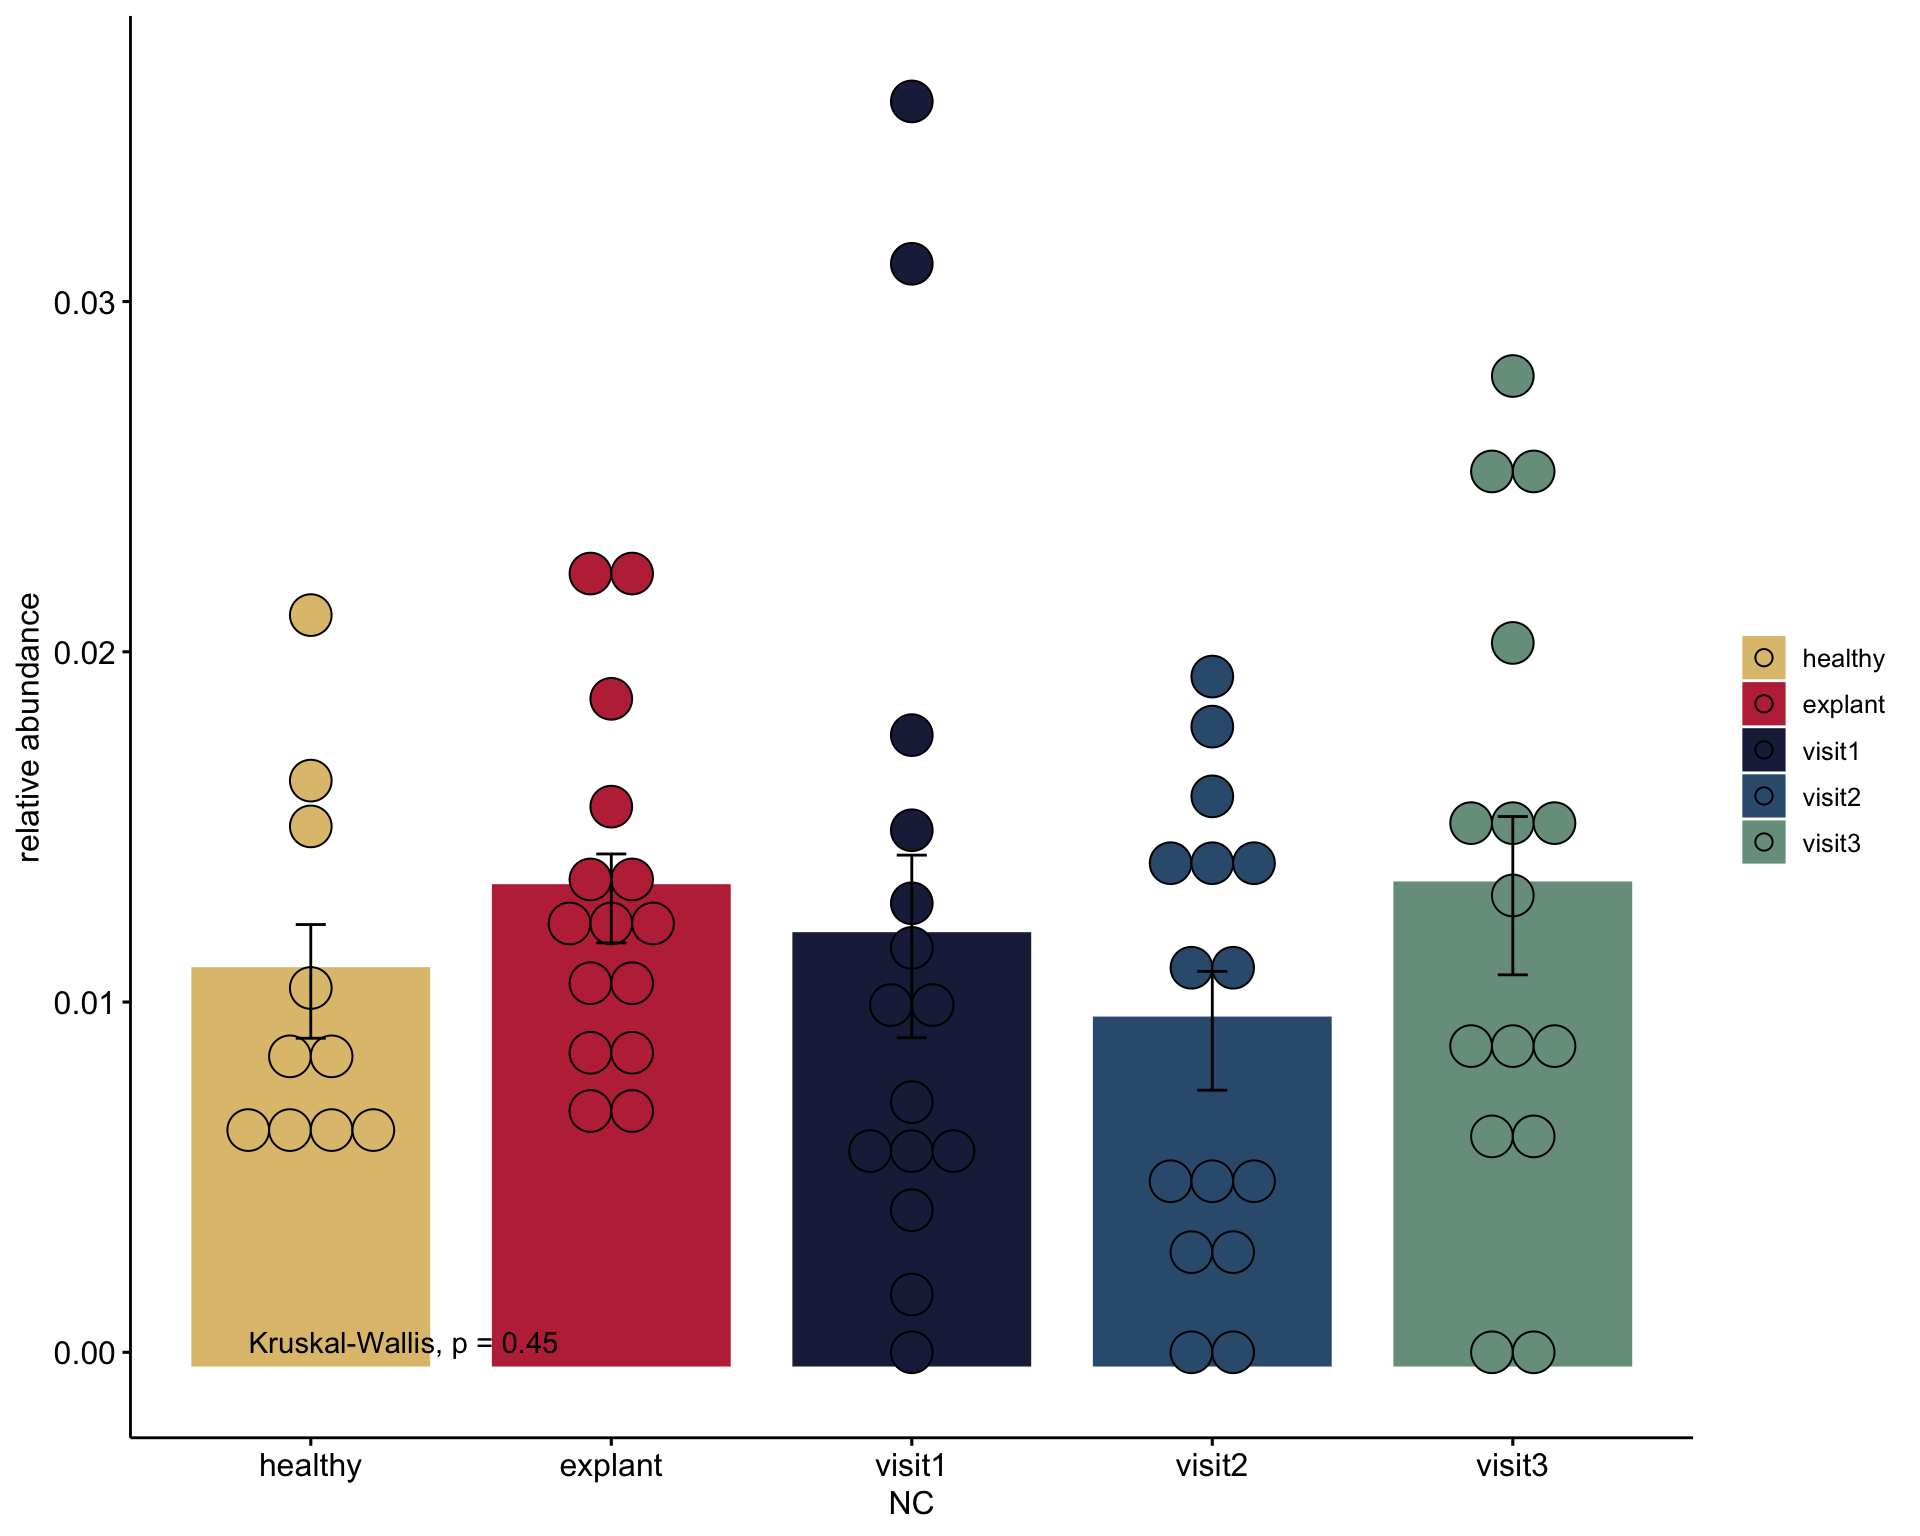 0.03
0.02
0.01
0.00
relative abundance
Kruskal-Wallis, p = 0.45
healthy
explant
visit1
visit2
visit3
NC
healthy
explant
visit1
visit2
visit3